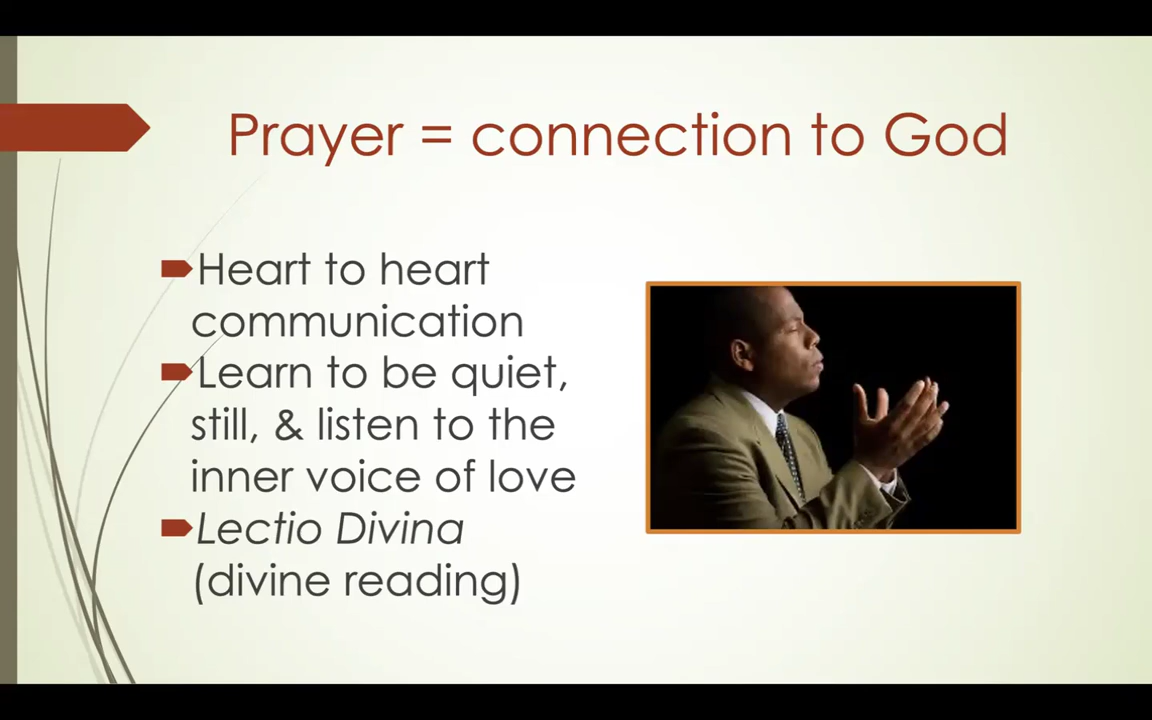 Prayer = connection to God
Heart to heart
communication
Learn to be quiet,
still, & listen to the
inner voice of love
Lectio Divina
(divine reading)